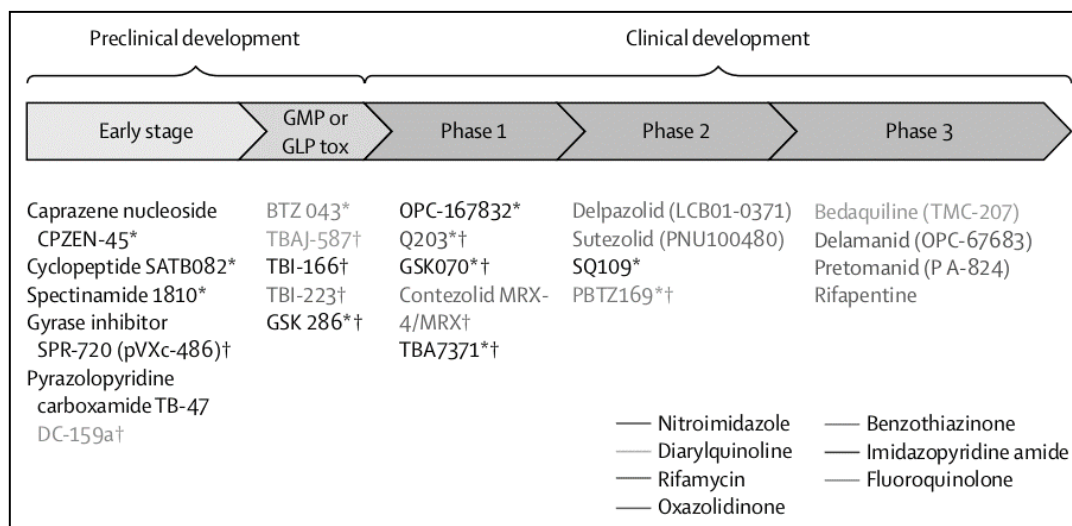 Preclinical development
Clinical development
Early stage
GMP or
GLP tox
Phase 1
Phase 2
Phase 3
Caprazene nucleoside
CPZEN-45*
Cyclopeptide SATB082*
Spectinamide 1810*
Gyrase inhibitor
SPR-720 (pVXc-486)†
Pyrazolopyridine
carboxamide TB-47
DC-159a†
BTZ 043*
TBAJ-587†
TBI-166†
TBI-223†
GSK 286*†
OPC-167832*
Q203*†
GSK070*†
Contezolid MRX-
4/MRX†
TBA7371*†
Delpazolid (LCB01-0371)
Sutezolid (PNU100480)
SQ109*
PBTZ169*†
Bedaquiline (TMC-207)
Delamanid (OPC-67683)
Pretomanid (P A-824)
Rifapentine
Nitroimidazole
Diarylquinoline
Rifamycin
Oxazolidinone
Benzothiazinone
Imidazopyridine amide
Fluoroquinolone